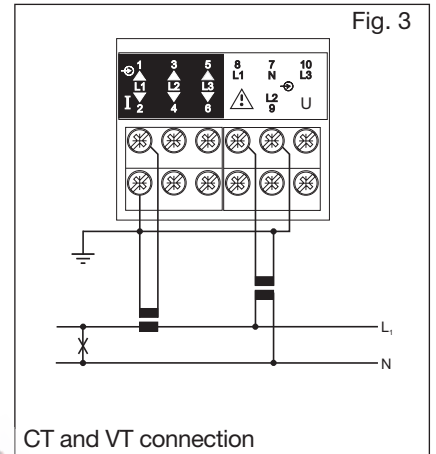 Fig. 3
1 3 5 8 7 10
L1 N L3
L1 L2 L3
I L2 U
2 4 6 9
L₁
N
CT and VT connection